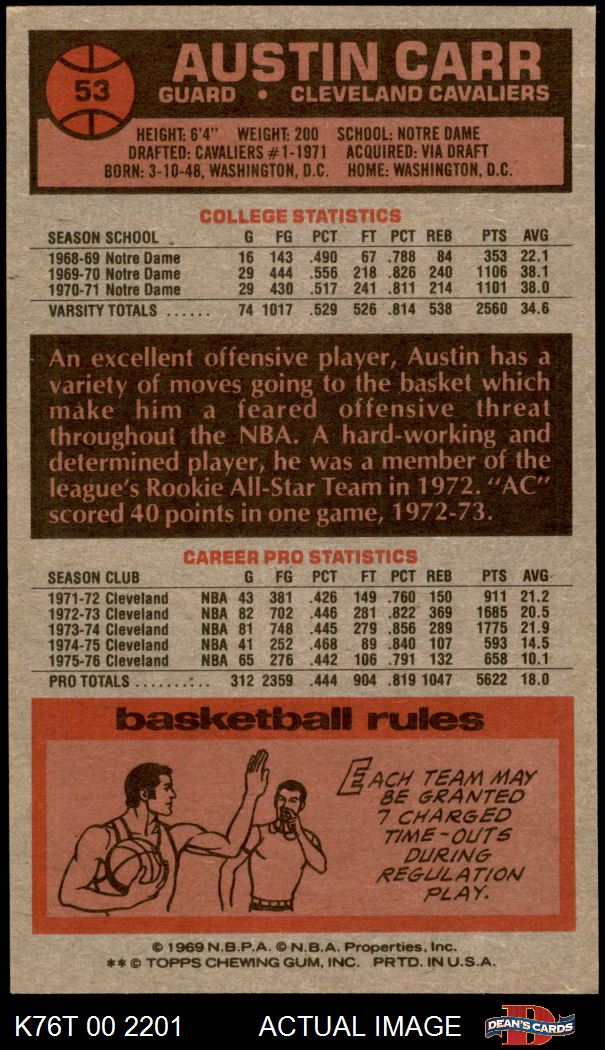 53
AUSTIN CARR
GUARD • CLEVELAND CAVALIERS
HEIGHT: 6'4" WEIGHT: 200 SCHOOL: NOTRE DAME
DRAFTED: CAVALIERS #1-1971 ACQUIRED: VIA DRAFT
BORN: 3-10-48, WASHINGTON, D.C. HOME: WASHINGTON, D.C.
COLLEGE STATISTICS
SEASON SCHOOL G FG PCT FT PCT REB PTS AVG
1968-69 Notre Dame 16 143 .490 67 .788 84 353 22.1
1969-70 Notre Dame 29 444 .556 218 .826 240 1106 38.1
1970-71 Notre Dame 29 430 .517 241 .811 214 1101 38.0
VARSITY TOTALS ...... 74 1017 .529 526 .814 538 2560 34.6
An excellent offensive player, Austin has a
variety of moves going to the basket which
make him a feared offensive threat
throughout the NBA. A hard-working and
determined player, he was a member of the
league's Rookie All-Star Team in 1972. "AC"
scored 40 points in one game, 1972-73.
CAREER PRO STATISTICS
SEASON CLUB G FG PCT FT PCT REB PTS AVG
1971-72 Cleveland NBA 43 381 .426 149 .760 150 911 21.2
1972-73 Cleveland NBA 82 702 .446 281 .822 369 1685 20.5
1973-74 Cleveland NBA 81 748 .445 279 .856 289 1775 21.9
1974-75 Cleveland NBA 41 252 .468 89 .840 107 593 14.5
1975-76 Cleveland NBA 65 276 .442 106 .791 132 658 10.1
PRO TOTALS ......... 312 2359 .444 904 .819 1047 5622 18.0
basketball rules
EACH TEAM MAY
BE GRANTED
7 CHARGED
TIME-OUTS
DURING
REGULATION
PLAY.
© 1969 N.B.P.A. © N.B.A. Properties, Inc.
** © TOPPS CHEWING GUM, INC. PRTD. IN U.S.A.
K76T 00 2201 ACTUAL IMAGE
D
DEAN'S CARDS